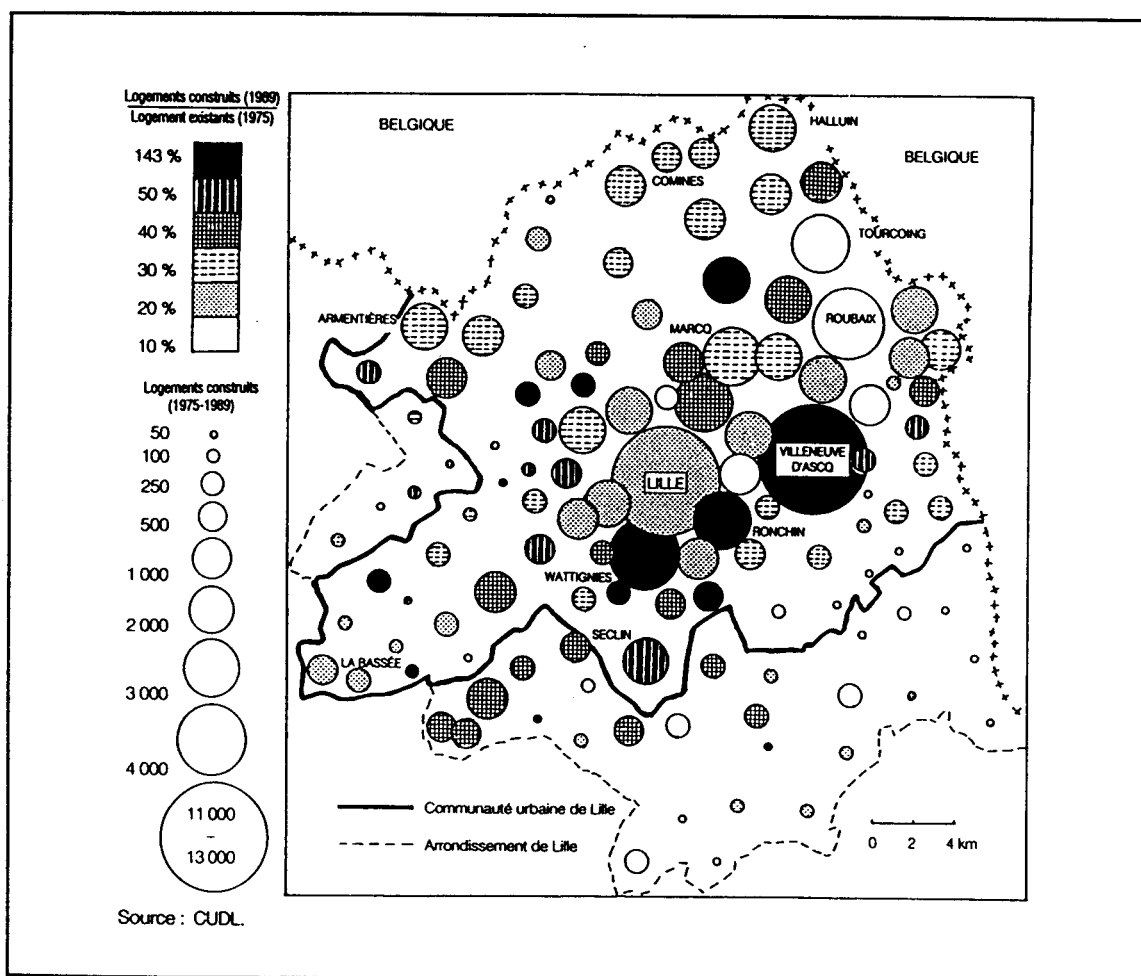 Logements construits (1989)
Logement existants (1975)
143 %
50 %
40 %
30 %
20 %
10 %
Logements construits
(1975-1989)
50
100
250
500
1 000
2 000
3 000
4 000
11 000
–
13 000
Source : CUDL.
BELGIQUE
HALLUIN
BELGIQUE
COMINES
TOURCOING
ARMENTIÈRES
ROUBAIX
MARCQ
VILLENEUVE
D'ASCQ
LILLE
RONCHIN
WATTIGNIES
SECLIN
LA BASSÉE
Communauté urbaine de Lille
Arrondissement de Lille
0 2 4 km